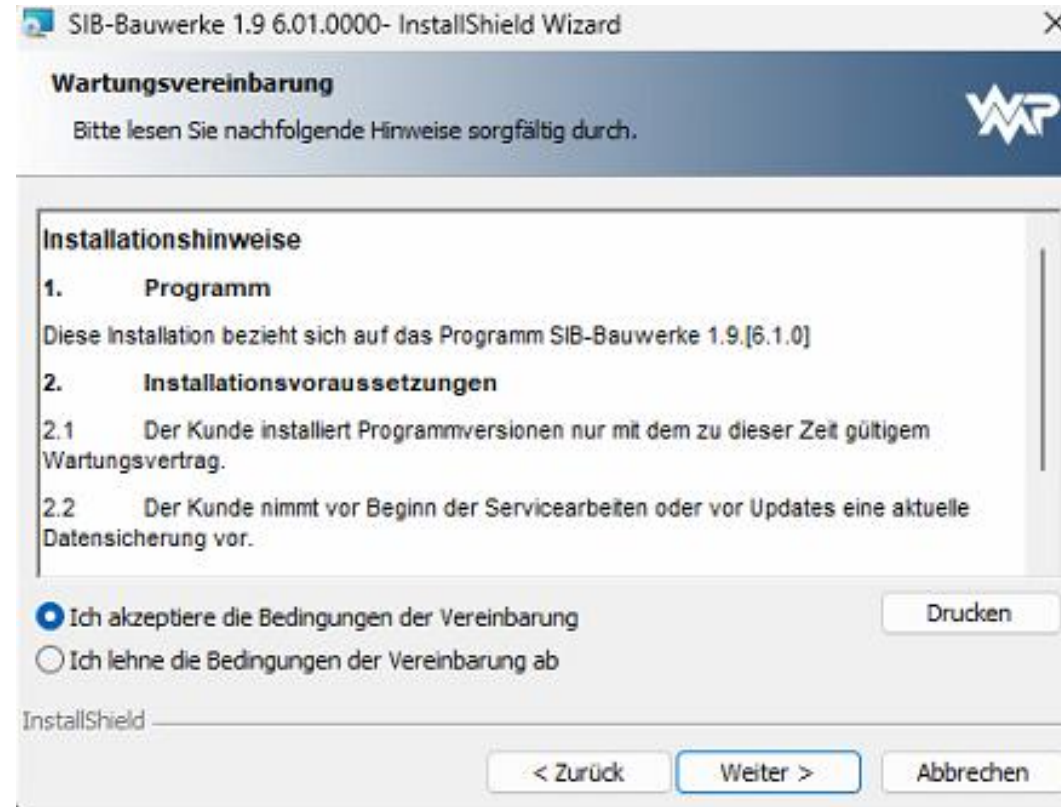 SIB-Bauwerke 1.9 6.01.0000- InstallShield Wizard
Wartungsvereinbarung
Bitte lesen Sie nachfolgende Hinweise sorgfältig durch.
WMP
Installationshinweise
1. Programm
Diese Installation bezieht sich auf das Programm SIB-Bauwerke 1.9.[6.1.0]
2. Installationsvoraussetzungen
2.1 Der Kunde installiert Programmversionen nur mit dem zu dieser Zeit gültigem
Wartungsvertrag.
2.2 Der Kunde nimmt vor Beginn der Servicearbeiten oder vor Updates eine aktuelle
Datensicherung vor.
Ich akzeptiere die Bedingungen der Vereinbarung
Drucken
Ich lehne die Bedingungen der Vereinbarung ab
InstallShield
< Zurück
Weiter >
Abbrechen